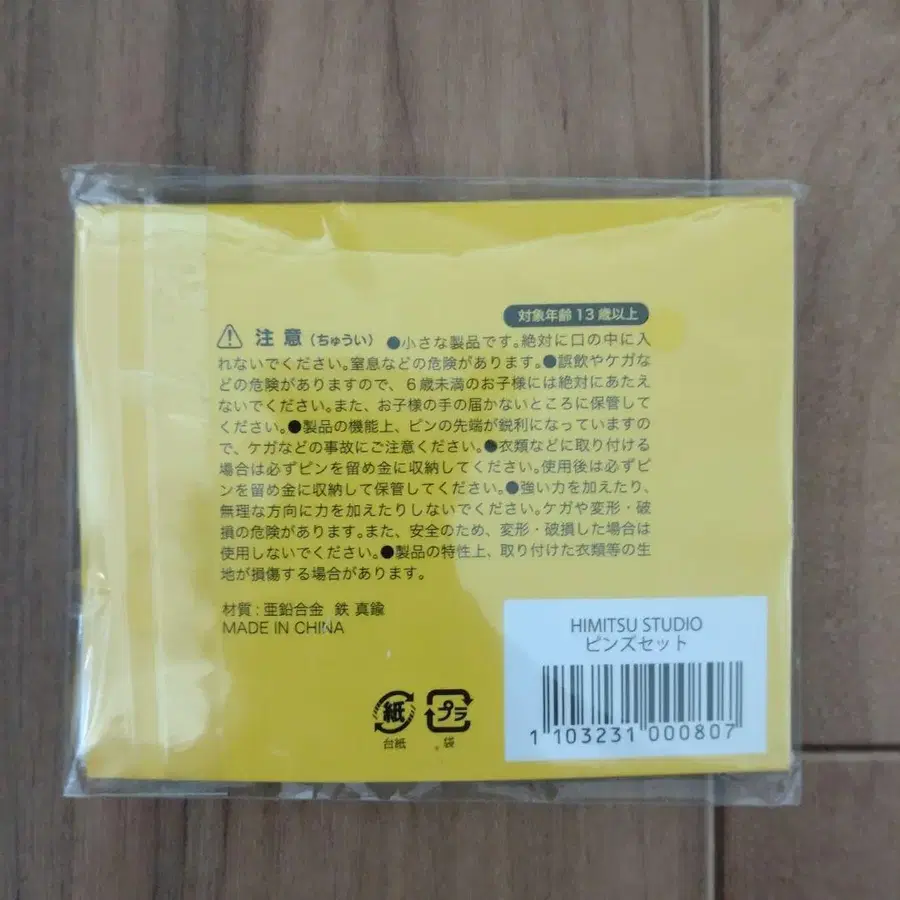 対象年齢13歳以上
注意(ちゅうい) ●小さな製品です。絶対に口の中に入
れないでください。窒息などの危険があります。●誤飲やケガな
どの危険がありますので、6歳未満のお子様には絶対にあたえ
ないでください。また、お子様の手の届かないところに保管して
ください。●製品の機能上、ピンの先端が鋭利になっていますの
で、ケガなどの事故にご注意ください。●衣類などに取り付ける
場合は必ずピンを留め金に収納してください。使用後は必ずピ
ンを留め金に収納して保管してください。●強い力を加えたり、
無理な方向に力を加えたりしないでください。ケガや変形・破
損の危険があります。また、安全のため、変形・破損した場合は
使用しないでください。●製品の特性上、取り付けた衣類等の生
地が損傷する場合があります。
材質:亜鉛合金 鉄 真鍮
MADE IN CHINA
紙
台紙
プラ
袋
HIMITSU STUDIO
ピンズセット
1 103231 000807